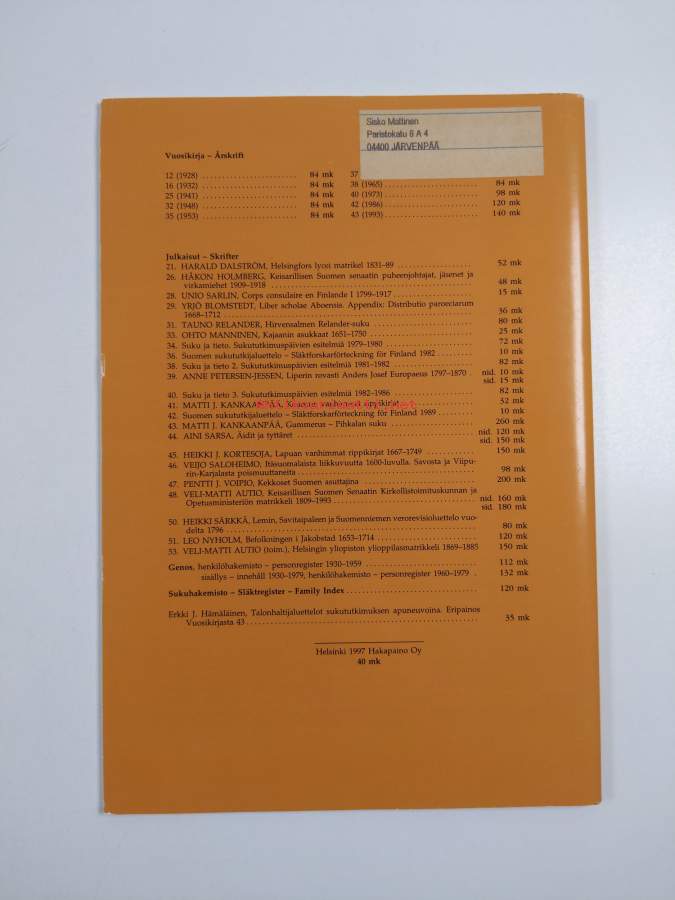 Sisko Mattinen
Paristokatu 8 A 4
04400 JÄRVENPÄÄ
Vuosikirja – Årskrift
12 (1928) 84 mk
16 (1932) 84 mk
25 (1941) 84 mk
32 (1948) 84 mk
35 (1953) 84 mk
37
38 (1965) 84 mk
40 (1973) 98 mk
42 (1986) 120 mk
43 (1993) 140 mk
Julkaisut – Skrifter
21. HARALD DALSTRÖM, Helsingfors lyon matrikel 1831–89 52 mk
26. HÅKON HOLMBERG, Keisarillisen Suomen senaatin puheenjohtajat, jäsenet ja
virkamiehet 1909–1918 48 mk
28. UNIO SARLIN, Corps consulaire en Finlande I 1799–1917 15 mk
29. YRJÖ BLOMSTEDT, Liber scholae Aboensis. Appendix: Distributio paroeciarum
1668–1712 36 mk
31. TAUNO RELANDER, Hirvensalmen Relander-suku 80 mk
33. OHTO MANNINEN, Kajaanin asukkaat 1651–1750 25 mk
34. Suku ja tieto. Sukututkimuspäivien esitelmiä 1979–1980 72 mk
36. Suomen sukututkijaluettelo – Släktforskarförteckning för Finland 1982 10 mk
38. Suku ja tieto 2. Sukututkimuspäivien esitelmiä 1981–1982 82 mk
39. ANNE PETERSEN-JESSEN, Liperin rovasti Anders Josef Europaeus 1797–1870 nid. 10 mk
sid. 15 mk
40. Suku ja tieto 3. Sukututkimuspäivien esitelmiä 1982–1986 82 mk
41. MATTI J. KANKAANPÄÄ, Kuorevan vanhimmat rippikirjat 32 mk
42. Suomen sukututkijaluettelo – Släktforskarförteckning för Finland 1989 10 mk
43. MATTI J. KANKAANPÄÄ, Gummerus – Pihkalan suku 260 mk
44. AINI SARSA, Äidit ja tyttäret nid. 120 mk
sid. 150 mk
45. HEIKKI J. KORTESOJA, Lapuan vanhimmat rippikirjat 1667–1749 150 mk
46. VEIJO SALOHEIMO, Itäsuomalaista liikkuvuutta 1600-luvulla. Savosta ja Viipu-
rin-Karjalasta poismuuttaneita 98 mk
47. PENTTI J. VOIPIO, Kekkoset Suomen asuttajina 200 mk
48. VELI-MATTI AUTIO, Keisarillisen Suomen Senaatin Kirkollistoimituskunnan ja
Opetusministeriön matrikkeli 1809–1993 nid. 160 mk
sid. 180 mk
50. HEIKKI SÄRKKÄ, Lemin, Savitaipaleen ja Suomenniemen verorevisioluettelo vuo-
delta 1796 80 mk
51. LEO NYHOLM, Befolkningen i Jakobstad 1653–1714 120 mk
53. VELI-MATTI AUTIO (toim.), Helsingin yliopiston ylioppilasmatrikkeli 1869–1885 150 mk
Genos, henkilöhakemisto – personregister 1930–1959 112 mk
sisällys – innehåll 1930–1979, henkilöhakemisto – personregister 1960–1979 132 mk
Sukuhakemisto – Släktregister – Family Index 120 mk
Erkki J. Hämäläinen, Talonhaltijaluettelot sukututkimuksen apuneuvoina. Eripainos
Vuosikirjasta 43 35 mk
Helsinki 1997 Hakapaino Oy
40 mk